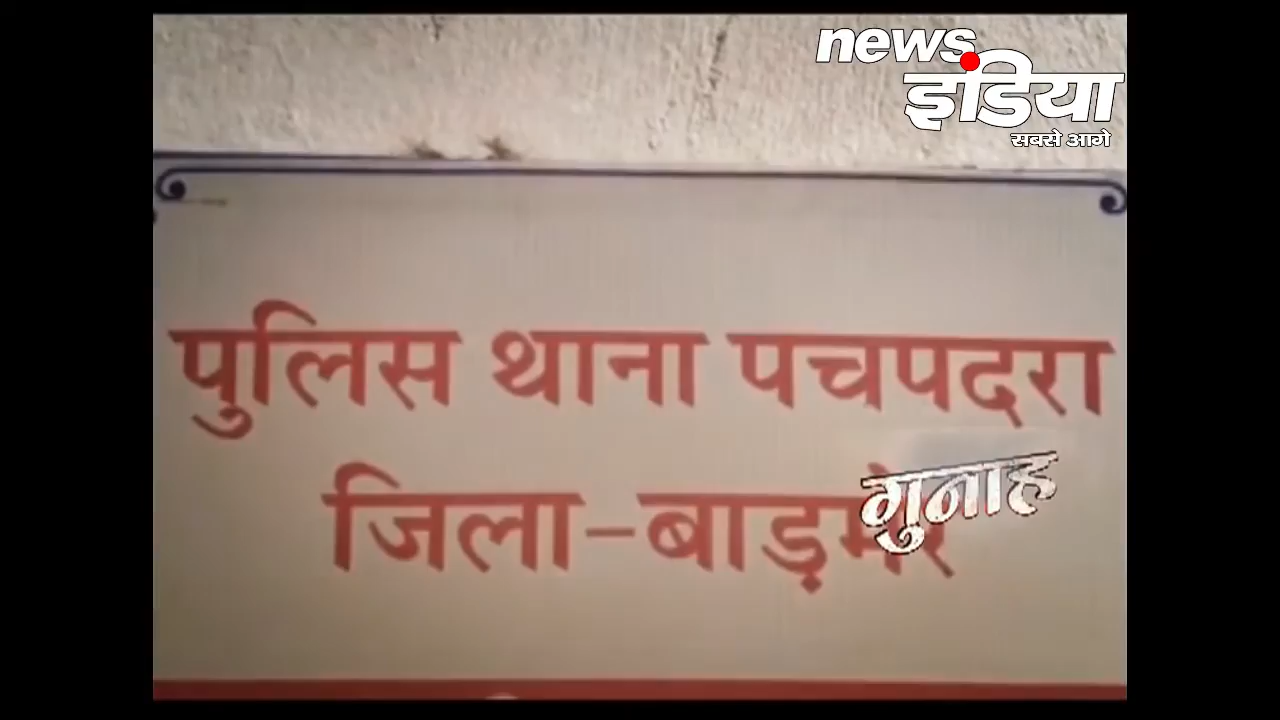 news
इंडिया
सबसे आगे
पुलिस थाना पचपदरा
जिला-बाड़मेर
गुनाह